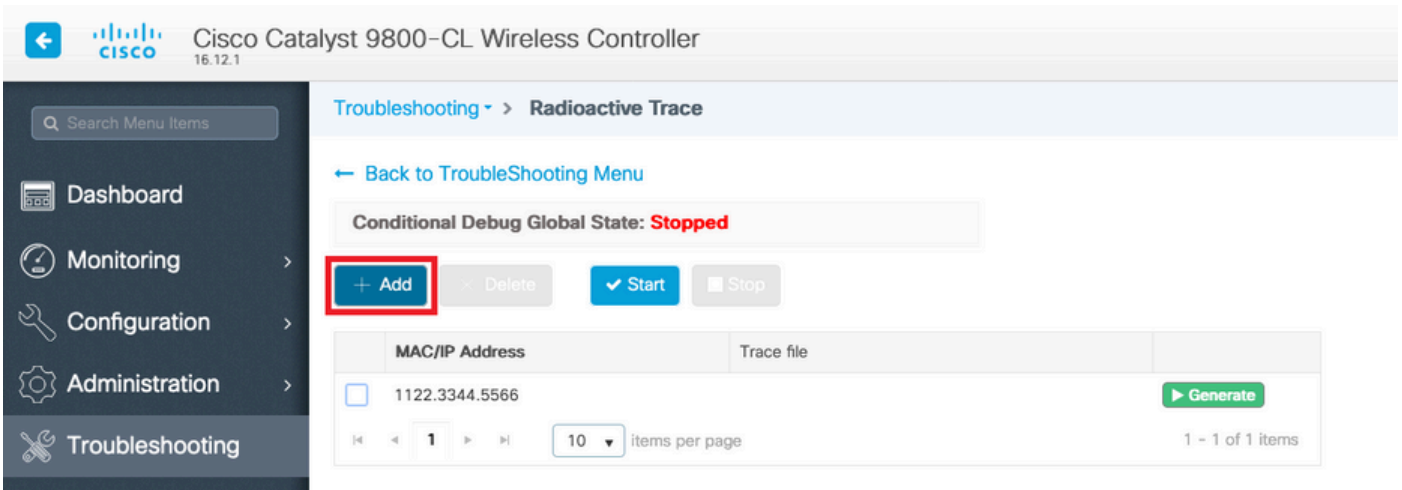 CISCO
Cisco Catalyst 9800-CL Wireless Controller
16.12.1
Search Menu Items
Dashboard
Monitoring
Configuration
Administration
Troubleshooting
Troubleshooting > Radioactive Trace
← Back to TroubleShooting Menu
Conditional Debug Global State: Stopped
+ Add × Delete ✔ Start Stop
MAC/IP Address Trace file
1122.3344.5566 Generate
1 10 items per page 1 - 1 of 1 items